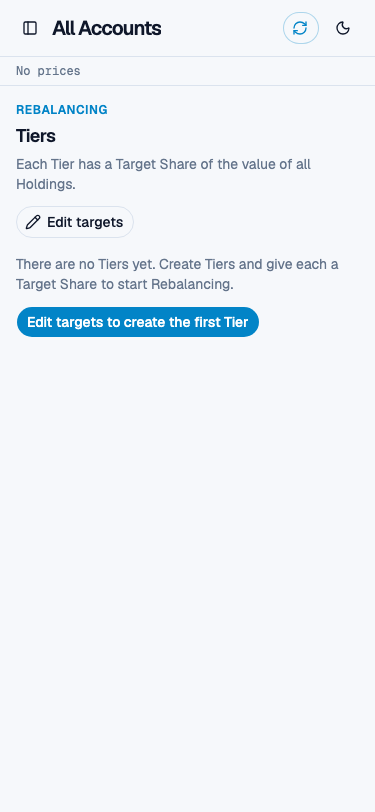 All Accounts
No prices
REBALANCING
Tiers
Each Tier has a Target Share of the value of all
Holdings.
Edit targets
There are no Tiers yet. Create Tiers and give each a
Target Share to start Rebalancing.
Edit targets to create the first Tier